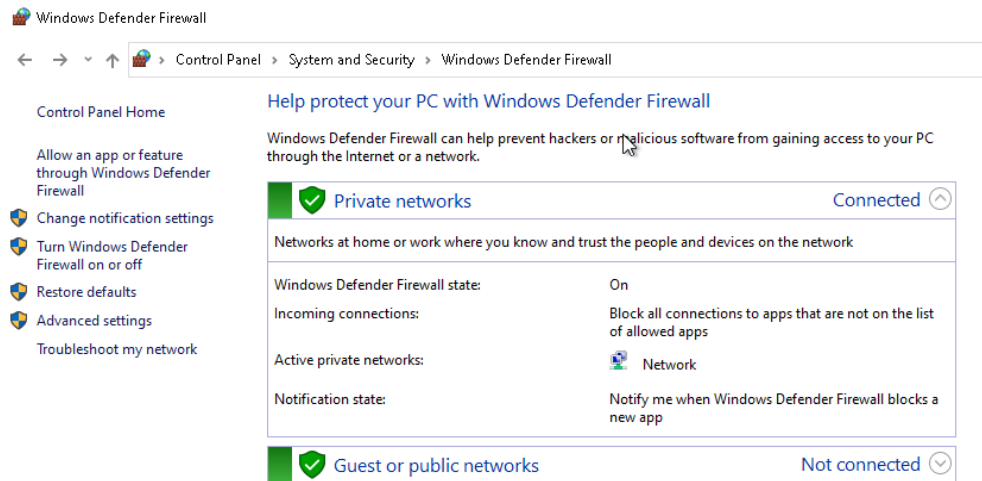 Windows Defender Firewall
Control Panel > System and Security > Windows Defender Firewall
Control Panel Home
Allow an app or feature
through Windows Defender
Firewall
Change notification settings
Turn Windows Defender
Firewall on or off
Restore defaults
Advanced settings
Troubleshoot my network
Help protect your PC with Windows Defender Firewall
Windows Defender Firewall can help prevent hackers or malicious software from gaining access to your PC
through the Internet or a network.
Private networks Connected
Networks at home or work where you know and trust the people and devices on the network
Windows Defender Firewall state: On
Incoming connections: Block all connections to apps that are not on the list
of allowed apps
Active private networks: Network
Notification state: Notify me when Windows Defender Firewall blocks a
new app
Guest or public networks Not connected